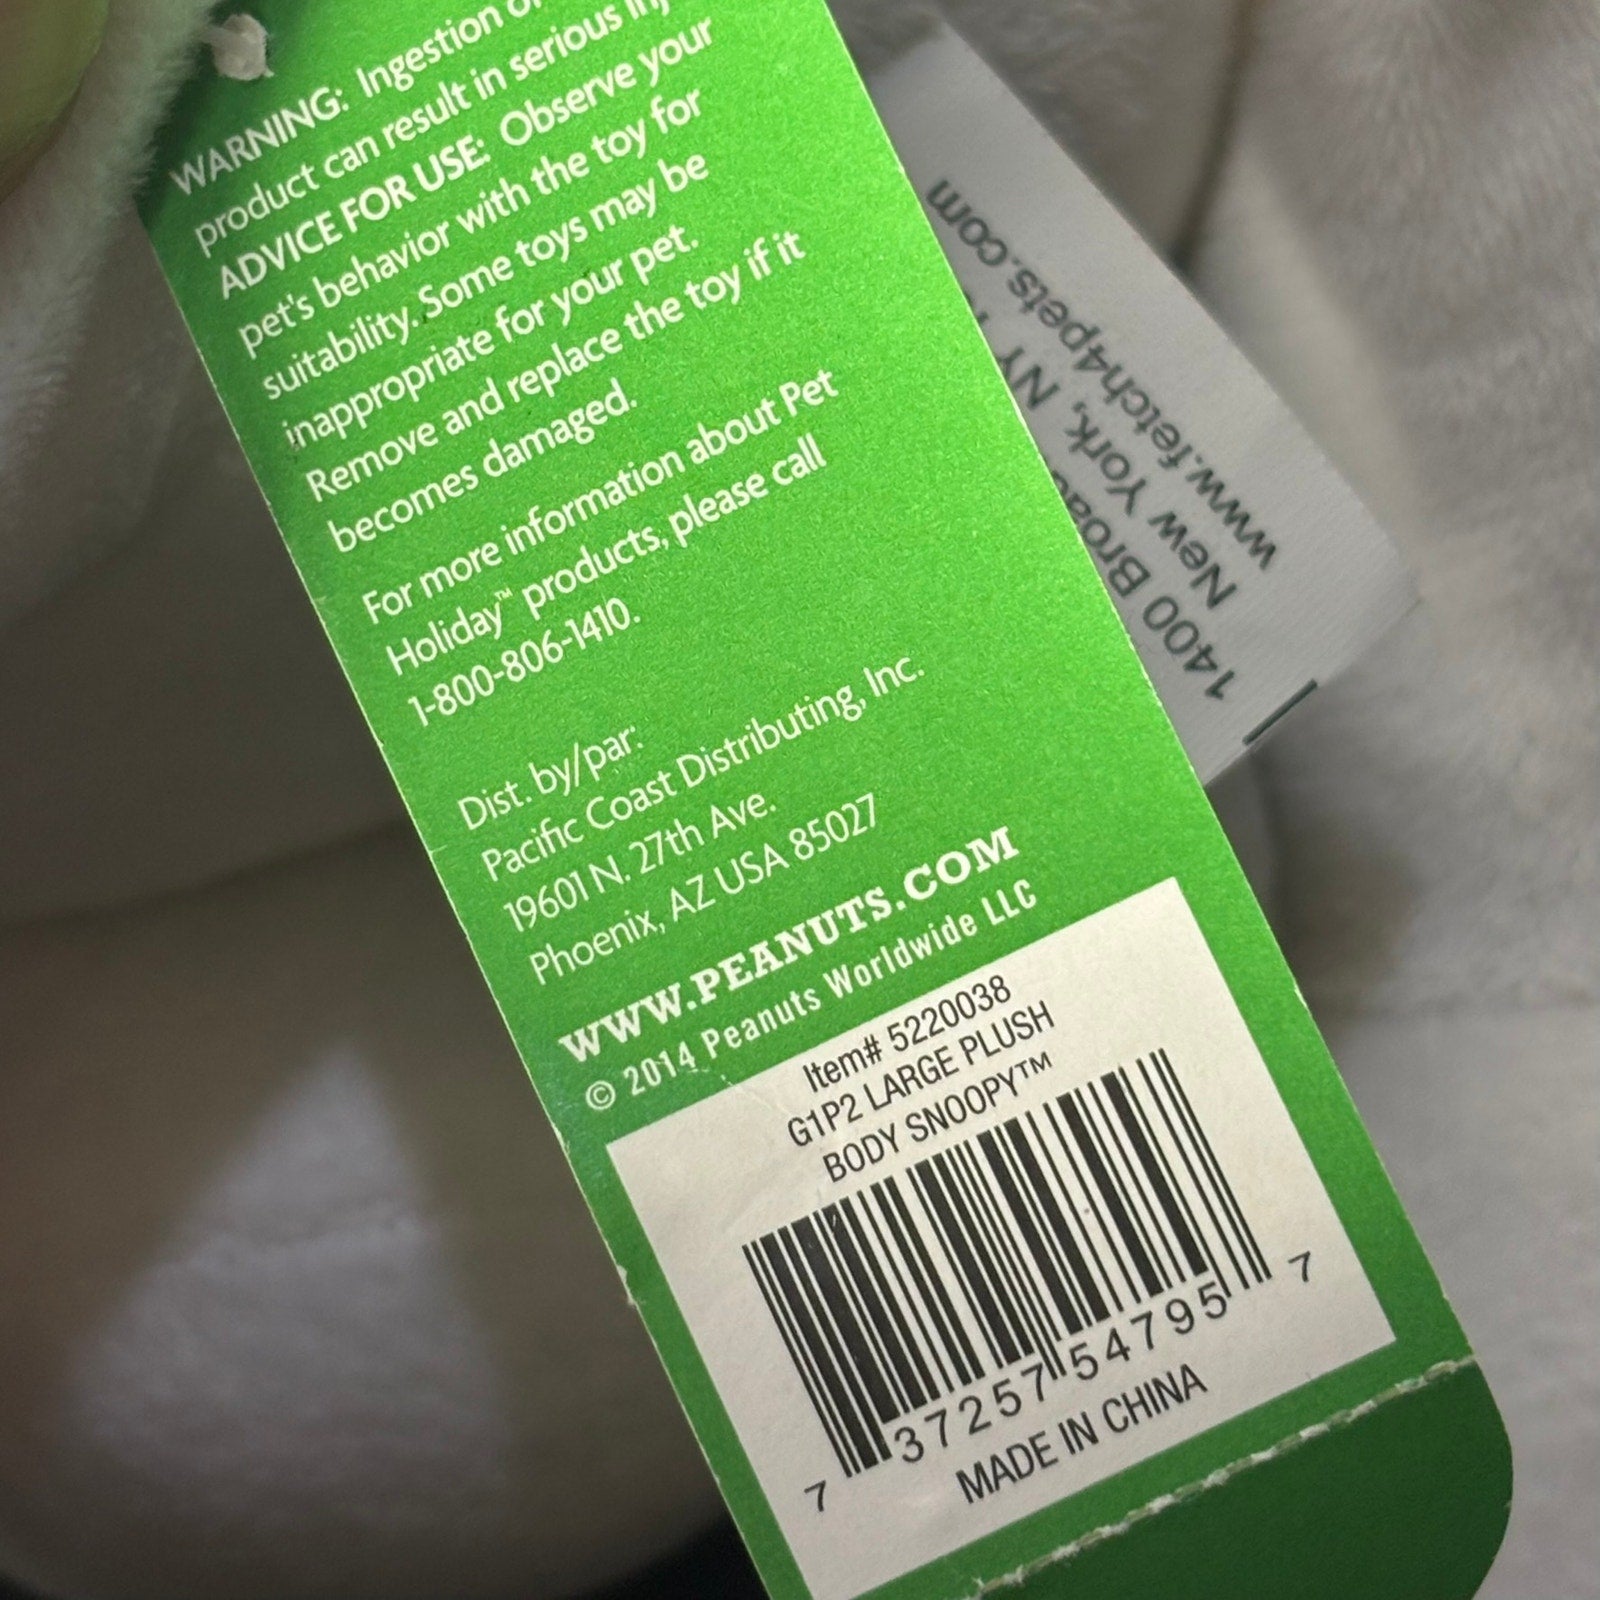 WARNING: Ingestion of
product can result in serious
ADVICE FOR USE: Observe your
pet's behavior with the toy for
suitability. Some toys may be
inappropriate for your pet.
Remove and replace the toy if it
becomes damaged.
For more information about Pet
Holiday™ products, please call
1-800-806-1410.
Dist. by/par:
Pacific Coast Distributing, Inc.
19601 N. 27th Ave.
Phoenix, AZ USA 85027
WWW.PEANUTS.COM
© 2014 Peanuts Worldwide LLC
Item# 5220038
G1P2 LARGE PLUSH
BODY SNOOPY™
7 37257 54795 7
MADE IN CHINA
1400
New York, NY
www.fetch4pets.com